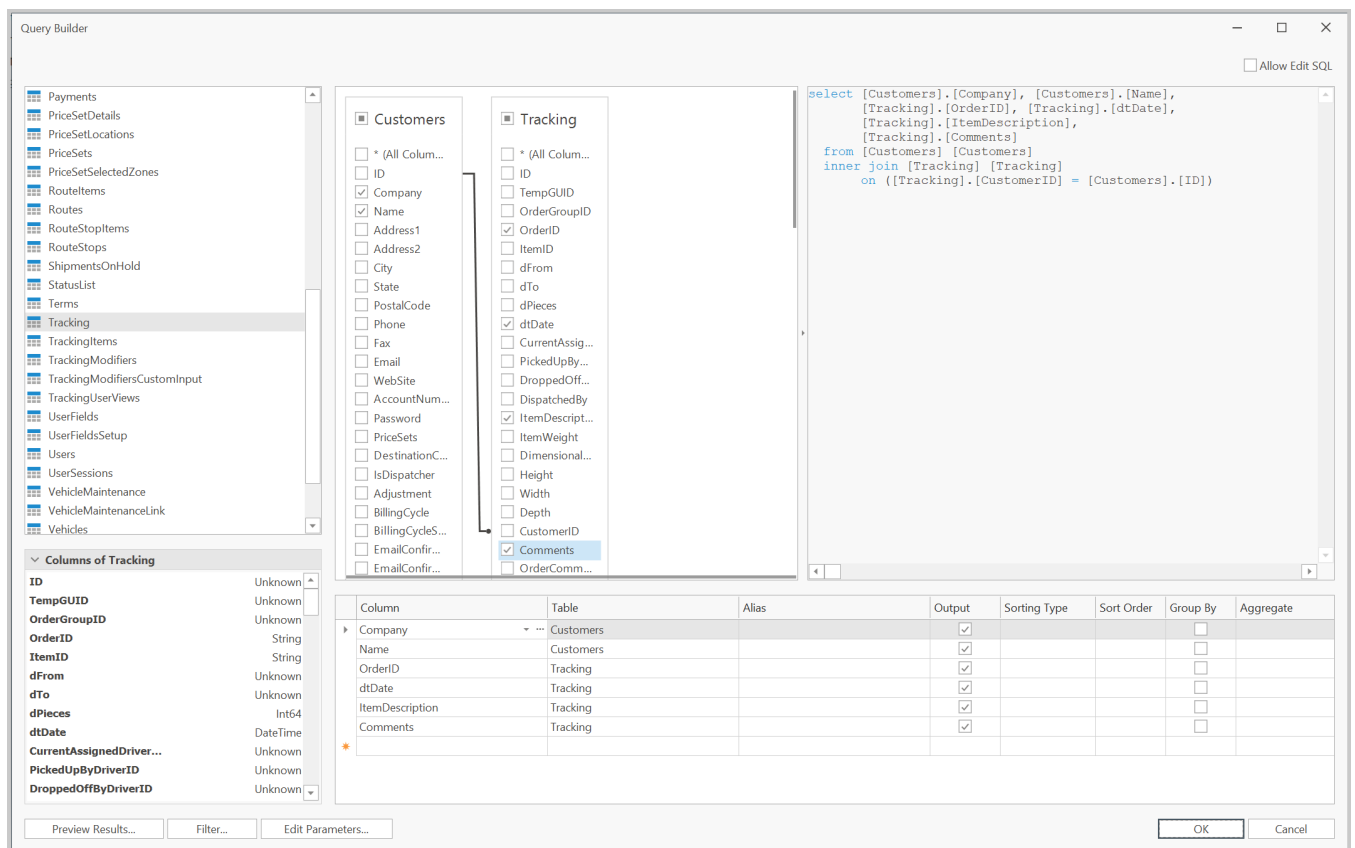 Query Builder
Allow Edit SQL
Payments
PriceSetDetails
PriceSetLocations
PriceSets
PriceSetSelectedZones
RouteItems
Routes
RouteStopItems
RouteStops
ShipmentsOnHold
StatusList
Terms
Tracking
TrackingItems
TrackingModifiers
TrackingModifiersCustomInput
TrackingUserViews
UserFields
UserFieldsSetup
Users
UserSessions
VehicleMaintenance
VehicleMaintenanceLink
Vehicles
Columns of Tracking
ID Unknown
TempGUID Unknown
OrderGroupID Unknown
OrderID String
ItemID String
dFrom Unknown
dTo Unknown
dPieces Int64
dtDate DateTime
CurrentAssignedDriver... Unknown
PickedUpByDriverID Unknown
DroppedOffByDriverID Unknown
Customers
* (All Colum...
ID
Company
Name
Address1
Address2
City
State
PostalCode
Phone
Fax
Email
WebSite
AccountNum...
Password
PriceSets
DestinationC...
IsDispatcher
Adjustment
BillingCycle
BillingCycleS...
EmailConfir...
EmailConfir...
Tracking
* (All Colum...
ID
TempGUID
OrderGroupID
OrderID
ItemID
dFrom
dTo
dPieces
dtDate
CurrentAssig...
PickedUpBy...
DroppedOff...
DispatchedBy
ItemDescript...
ItemWeight
Dimensional...
Height
Width
Depth
CustomerID
Comments
OrderComm...
select [Customers].[Company], [Customers].[Name],
[Tracking].[OrderID], [Tracking].[dtDate],
[Tracking].[ItemDescription],
[Tracking].[Comments]
from [Customers] [Customers]
inner join [Tracking] [Tracking]
on ([Tracking].[CustomerID] = [Customers].[ID])
Column Table Alias Output Sorting Type Sort Order Group By Aggregate
Company ... Customers
Name Customers
OrderID Tracking
dtDate Tracking
ItemDescription Tracking
Comments Tracking
Preview Results... Filter... Edit Parameters... OK Cancel